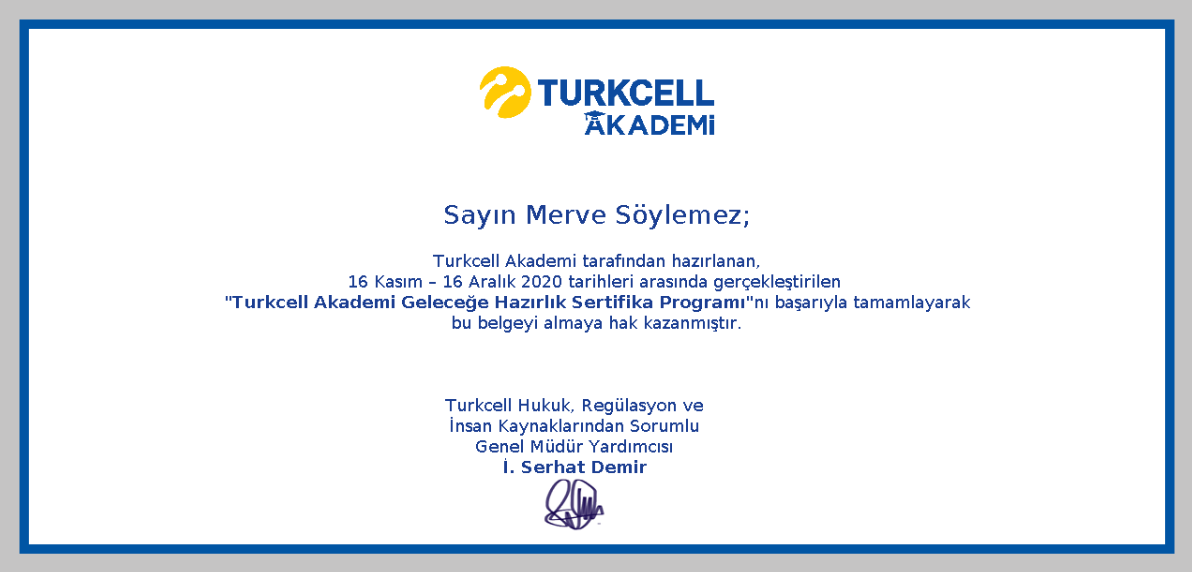 TURKCELL
AKADEMİ
Sayın Merve Söylemez;
Turkcell Akademi tarafından hazırlanan,
16 Kasım – 16 Aralık 2020 tarihleri arasında gerçekleştirilen
"Turkcell Akademi Geleceğe Hazırlık Sertifika Programı"nı başarıyla tamamlayarak
bu belgeyi almaya hak kazanmıştır.
Turkcell Hukuk, Regülasyon ve
İnsan Kaynaklarından Sorumlu
Genel Müdür Yardımcısı
İ. Serhat Demir